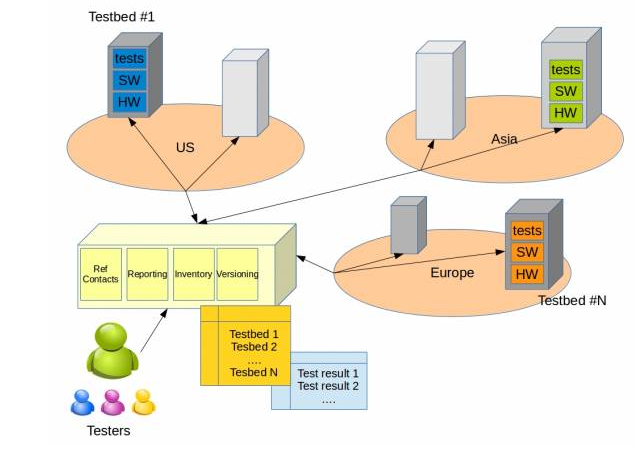 Testbed #1
tests
SW
HW
US
tests
SW
HW
Asia
Ref
Contacts
Reporting
Inventory
Versioning
tests
SW
HW
Europe
Testbed #N
Testbed 1
Tesbed 2
....
Tesbed N
Test result 1
Test result 2
....
Testers